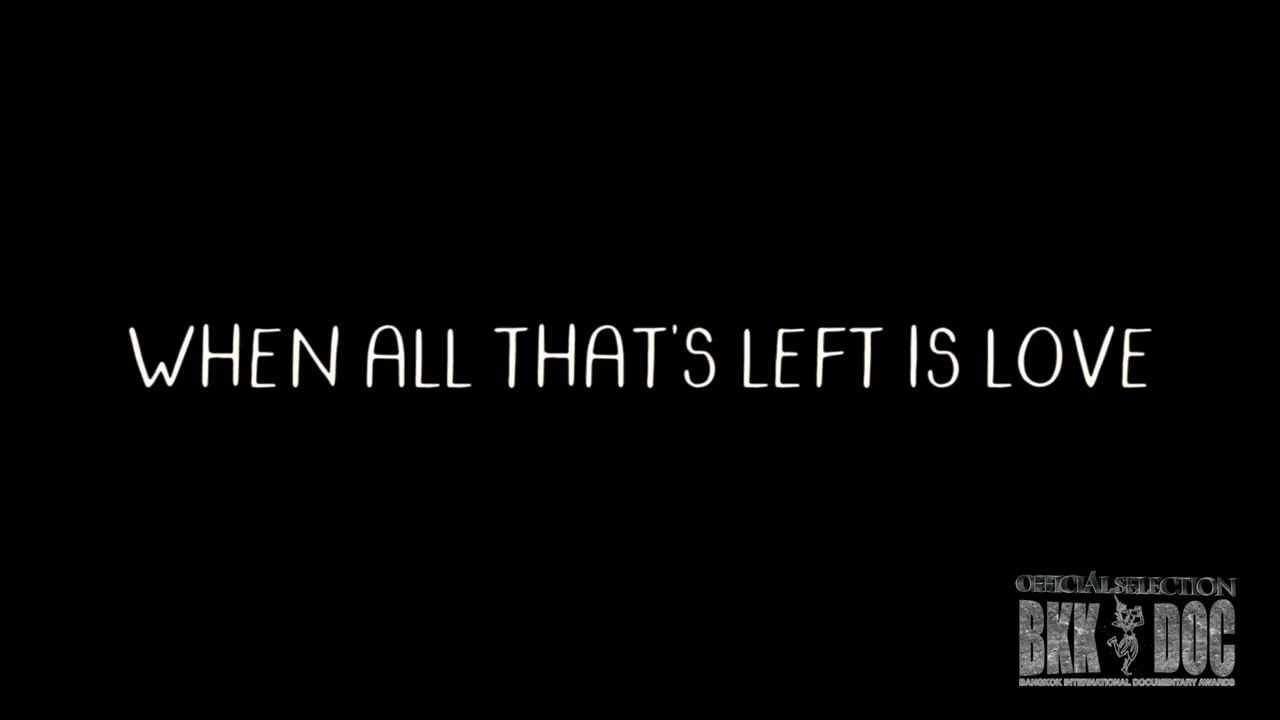 WHEN ALL THAT'S LEFT IS LOVE
OFFICIAL SELECTION
BKK DOC
BANGKOK INTERNATIONAL DOCUMENTARY AWARDS